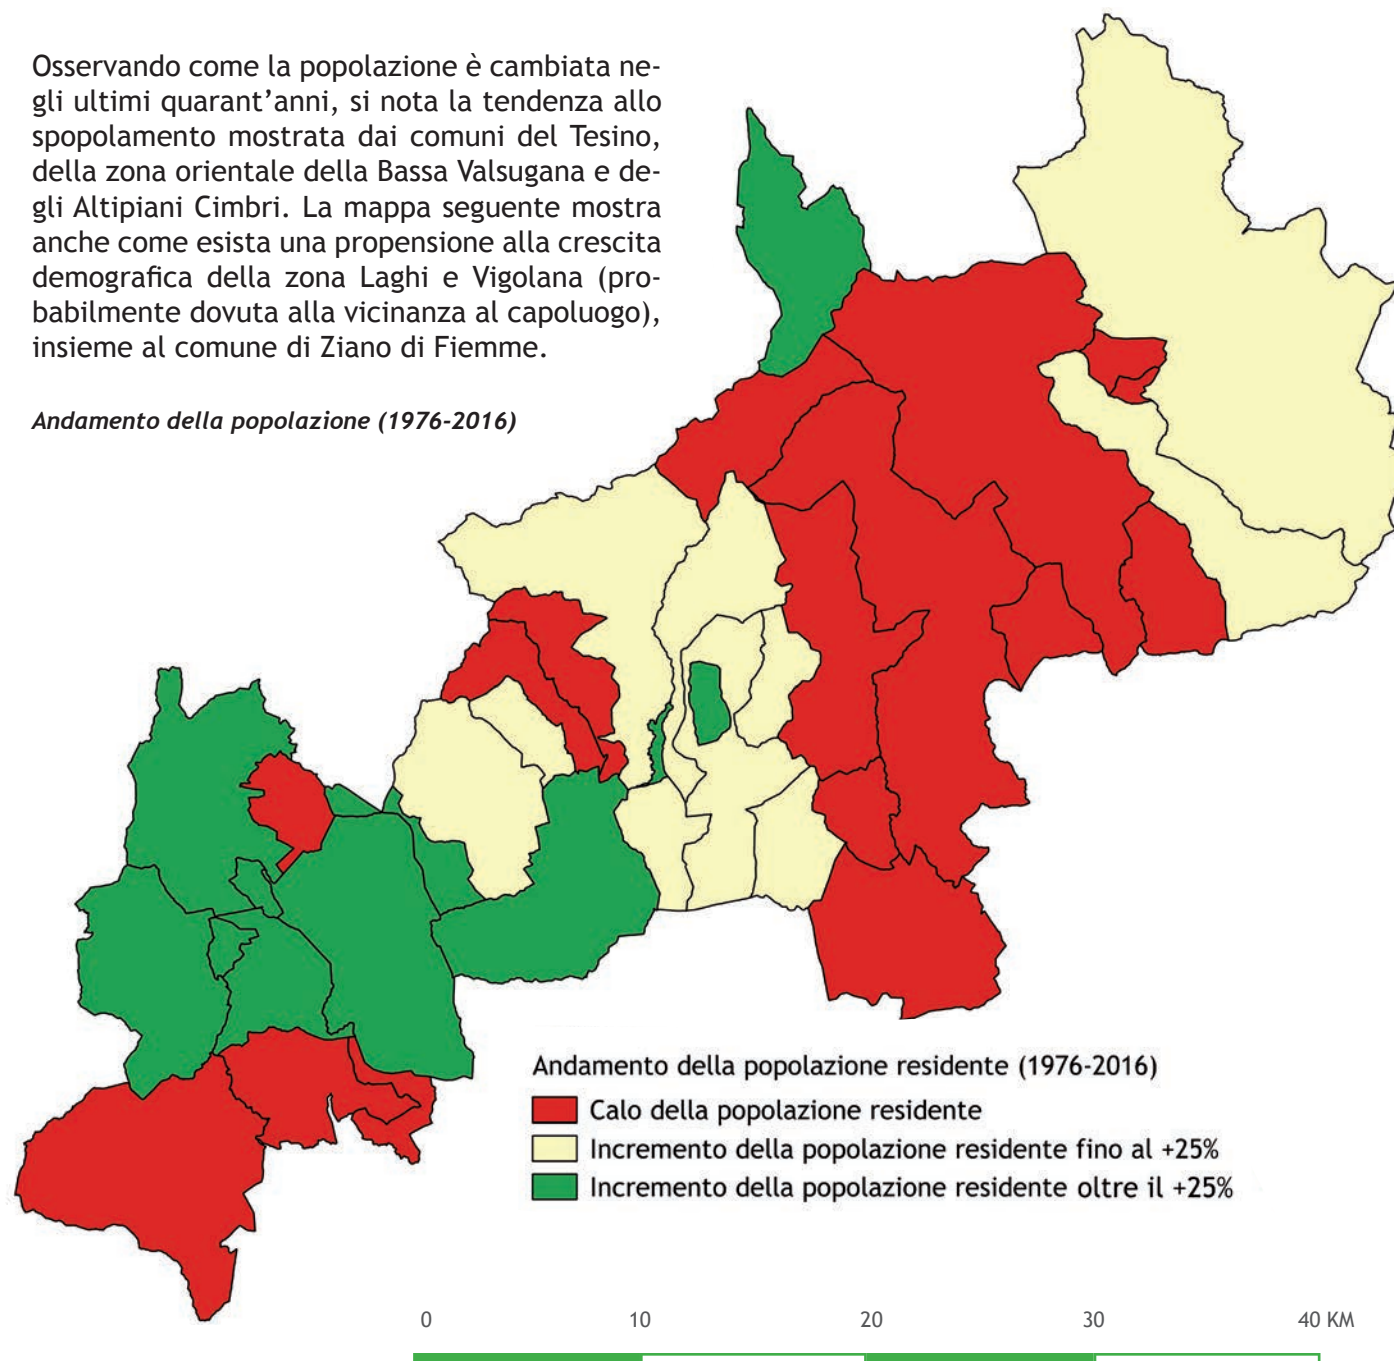 Osservando come la popolazione è cambiata ne-
gli ultimi quarant’anni, si nota la tendenza allo
spopolamento mostrata dai comuni del Tesino,
della zona orientale della Bassa Valsugana e de-
gli Altipiani Cimbri. La mappa seguente mostra
anche come esista una propensione alla crescita
demografica della zona Laghi e Vigolana (pro-
babilmente dovuta alla vicinanza al capoluogo),
insieme al comune di Ziano di Fiemme.
Andamento della popolazione (1976-2016)
Andamento della popolazione residente (1976-2016)
Calo della popolazione residente
Incremento della popolazione residente fino al +25%
Incremento della popolazione residente oltre il +25%
0 10 20 30 40 KM